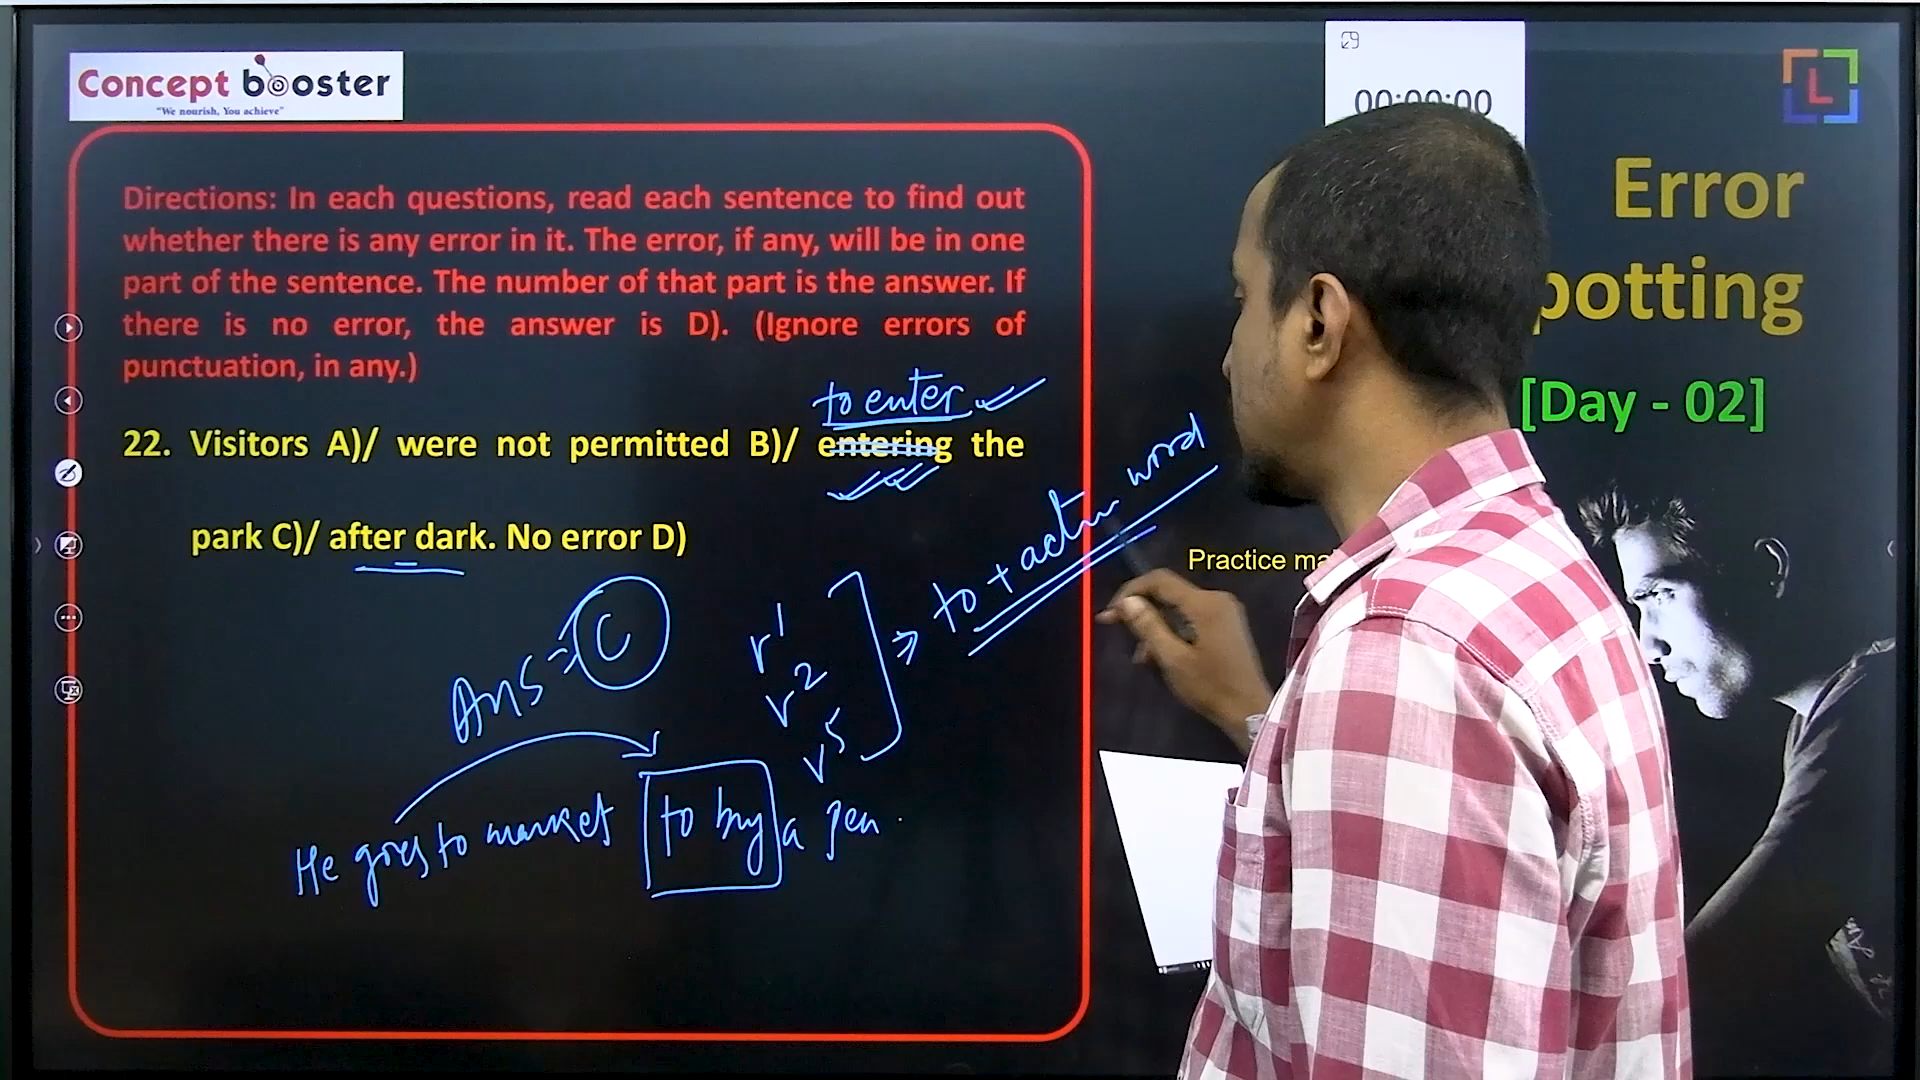 Concept booster
"We nourish, You achieve"
00:00:00
L
Error
potting
[Day - 02]
Directions: In each questions, read each sentence to find out
whether there is any error in it. The error, if any, will be in one
part of the sentence. The number of that part is the answer. If
there is no error, the answer is D). (Ignore errors of
punctuation, in any.)
to enter
22. Visitors A)/ were not permitted B)/ entering the
park C)/ after dark. No error D)
Practice ma
Ans = C
v1
v2
v5
to + action word
He goes to market to buy a pen.